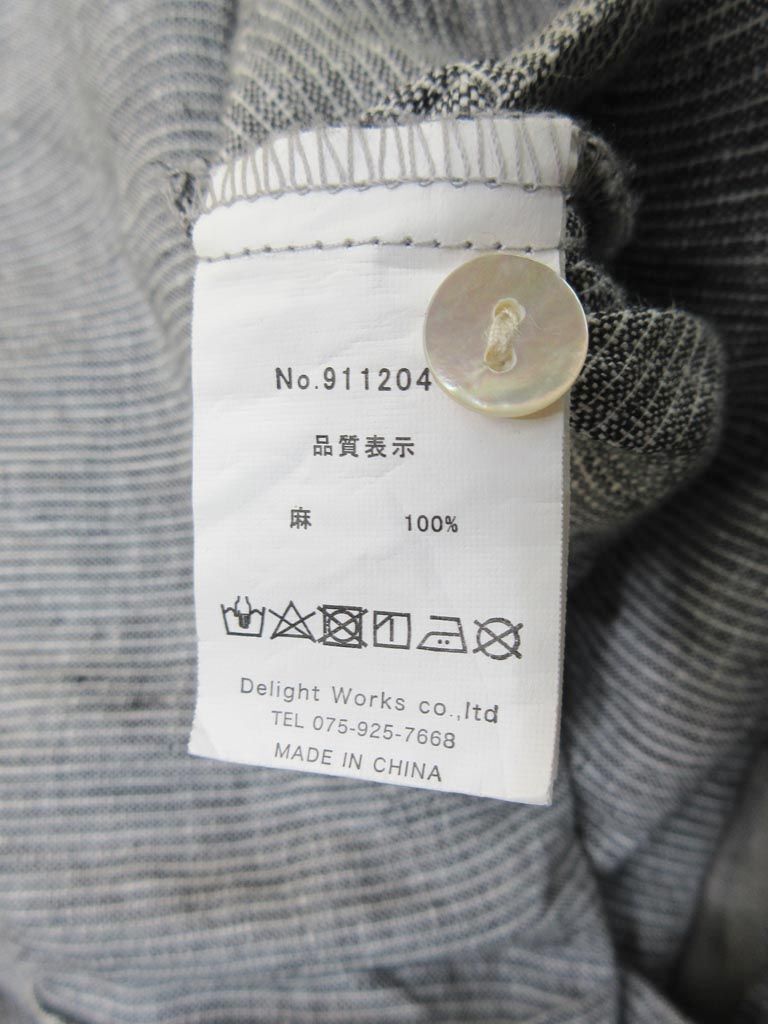 No.911204
品質表示
麻 100%
Delight Works co.,ltd
TEL 075-925-7668
MADE IN CHINA